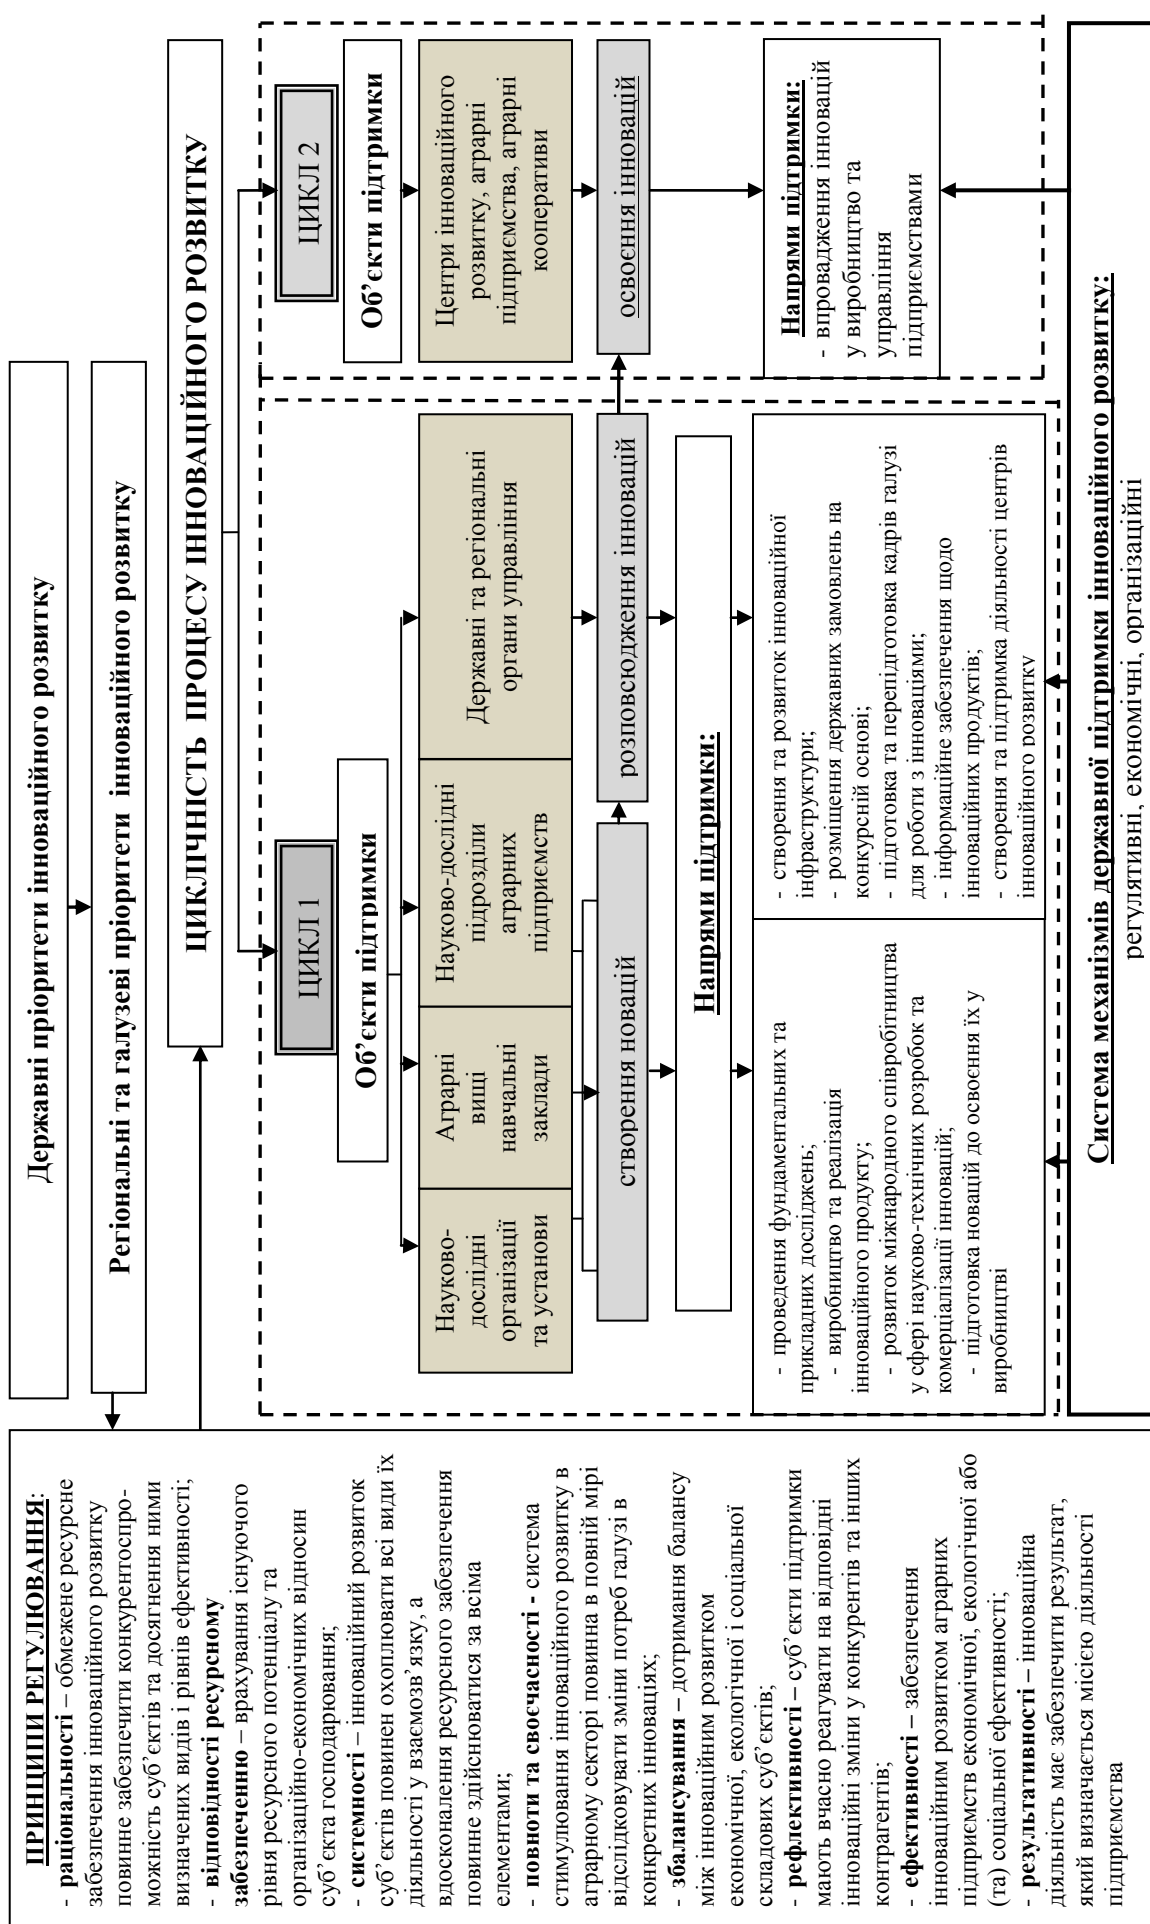 ПРИНЦИПИ РЕГУЛЮВАННЯ:
- раціональності – обмежене ресурсне
забезпечення інноваційного розвитку
повинне забезпечити конкурентоспро-
можність суб’єктів та досягнення ними
визначених видів і рівнів ефективності;
- відповідності ресурсному
забезпеченню – врахування існуючого
рівня ресурсного потенціалу та
організаційно-економічних відносин
суб’єкта господарювання;
- системності – інноваційний розвиток
суб’єктів повинен охоплювати всі види їх
діяльності у взаємозв’язку, а
вдосконалення ресурсного забезпечення
повинне здійснюватися за всіма
елементами;
- повноти та своєчасності - система
стимулювання інноваційного розвитку в
аграрному секторі повинна в повній мірі
відслідковувати зміни потреб галузі в
конкретних інноваціях;
- збалансування – дотримання балансу
між інноваційним розвитком
економічної, екологічної і соціальної
складових суб’єктів;
- рефлективності – суб’єкти підтримки
мають вчасно реагувати на відповідні
інноваційні зміни у конкурентів та інших
контрагентів;
- ефективності – забезпечення
інноваційним розвитком аграрних
підприємств економічної, екологічної або
(та) соціальної ефективності;
- результативності – інноваційна
діяльність має забезпечити результат,
який визначається місією діяльності
підприємства
Державні пріоритети інноваційного розвитку
Регіональні та галузеві пріоритети інноваційного розвитку
ЦИКЛІЧНІСТЬ ПРОЦЕСУ ІННОВАЦІЙНОГО РОЗВИТКУ
ЦИКЛ 1
Об’єкти підтримки
Науково-
дослідні
організації
та установи
Аграрні
вищі
навчальні
заклади
Науково-дослідні
підрозділи
аграрних
підприємств
Державні та регіональні
органи управління
створення новацій
розповсюдження інновацій
Напрями підтримки:
- проведення фундаментальних та
прикладних досліджень;
- виробництво та реалізація
інноваційного продукту;
- розвиток міжнародного співробітництва
у сфері науково-технічних розробок та
комерціалізації інновацій;
- підготовка новацій до освоєння їх у
виробництві
- створення та розвиток інноваційної
інфраструктури;
- розміщення державних замовлень на
конкурсній основі;
- підготовка та перепідготовка кадрів галузі
для роботи з інноваціями;
- інформаційне забезпечення щодо
інноваційних продуктів;
- створення та підтримка діяльності центрів
інноваційного розвитку
ЦИКЛ 2
Об’єкти підтримки
Центри інноваційного
розвитку, аграрні
підприємства, аграрні
кооперативи
освоєння інновацій
Напрями підтримки:
- впровадження інновацій
у виробництво та
управління
підприємствами
Система механізмів державної підтримки інноваційного розвитку:
регулятивні, економічні, організаційні